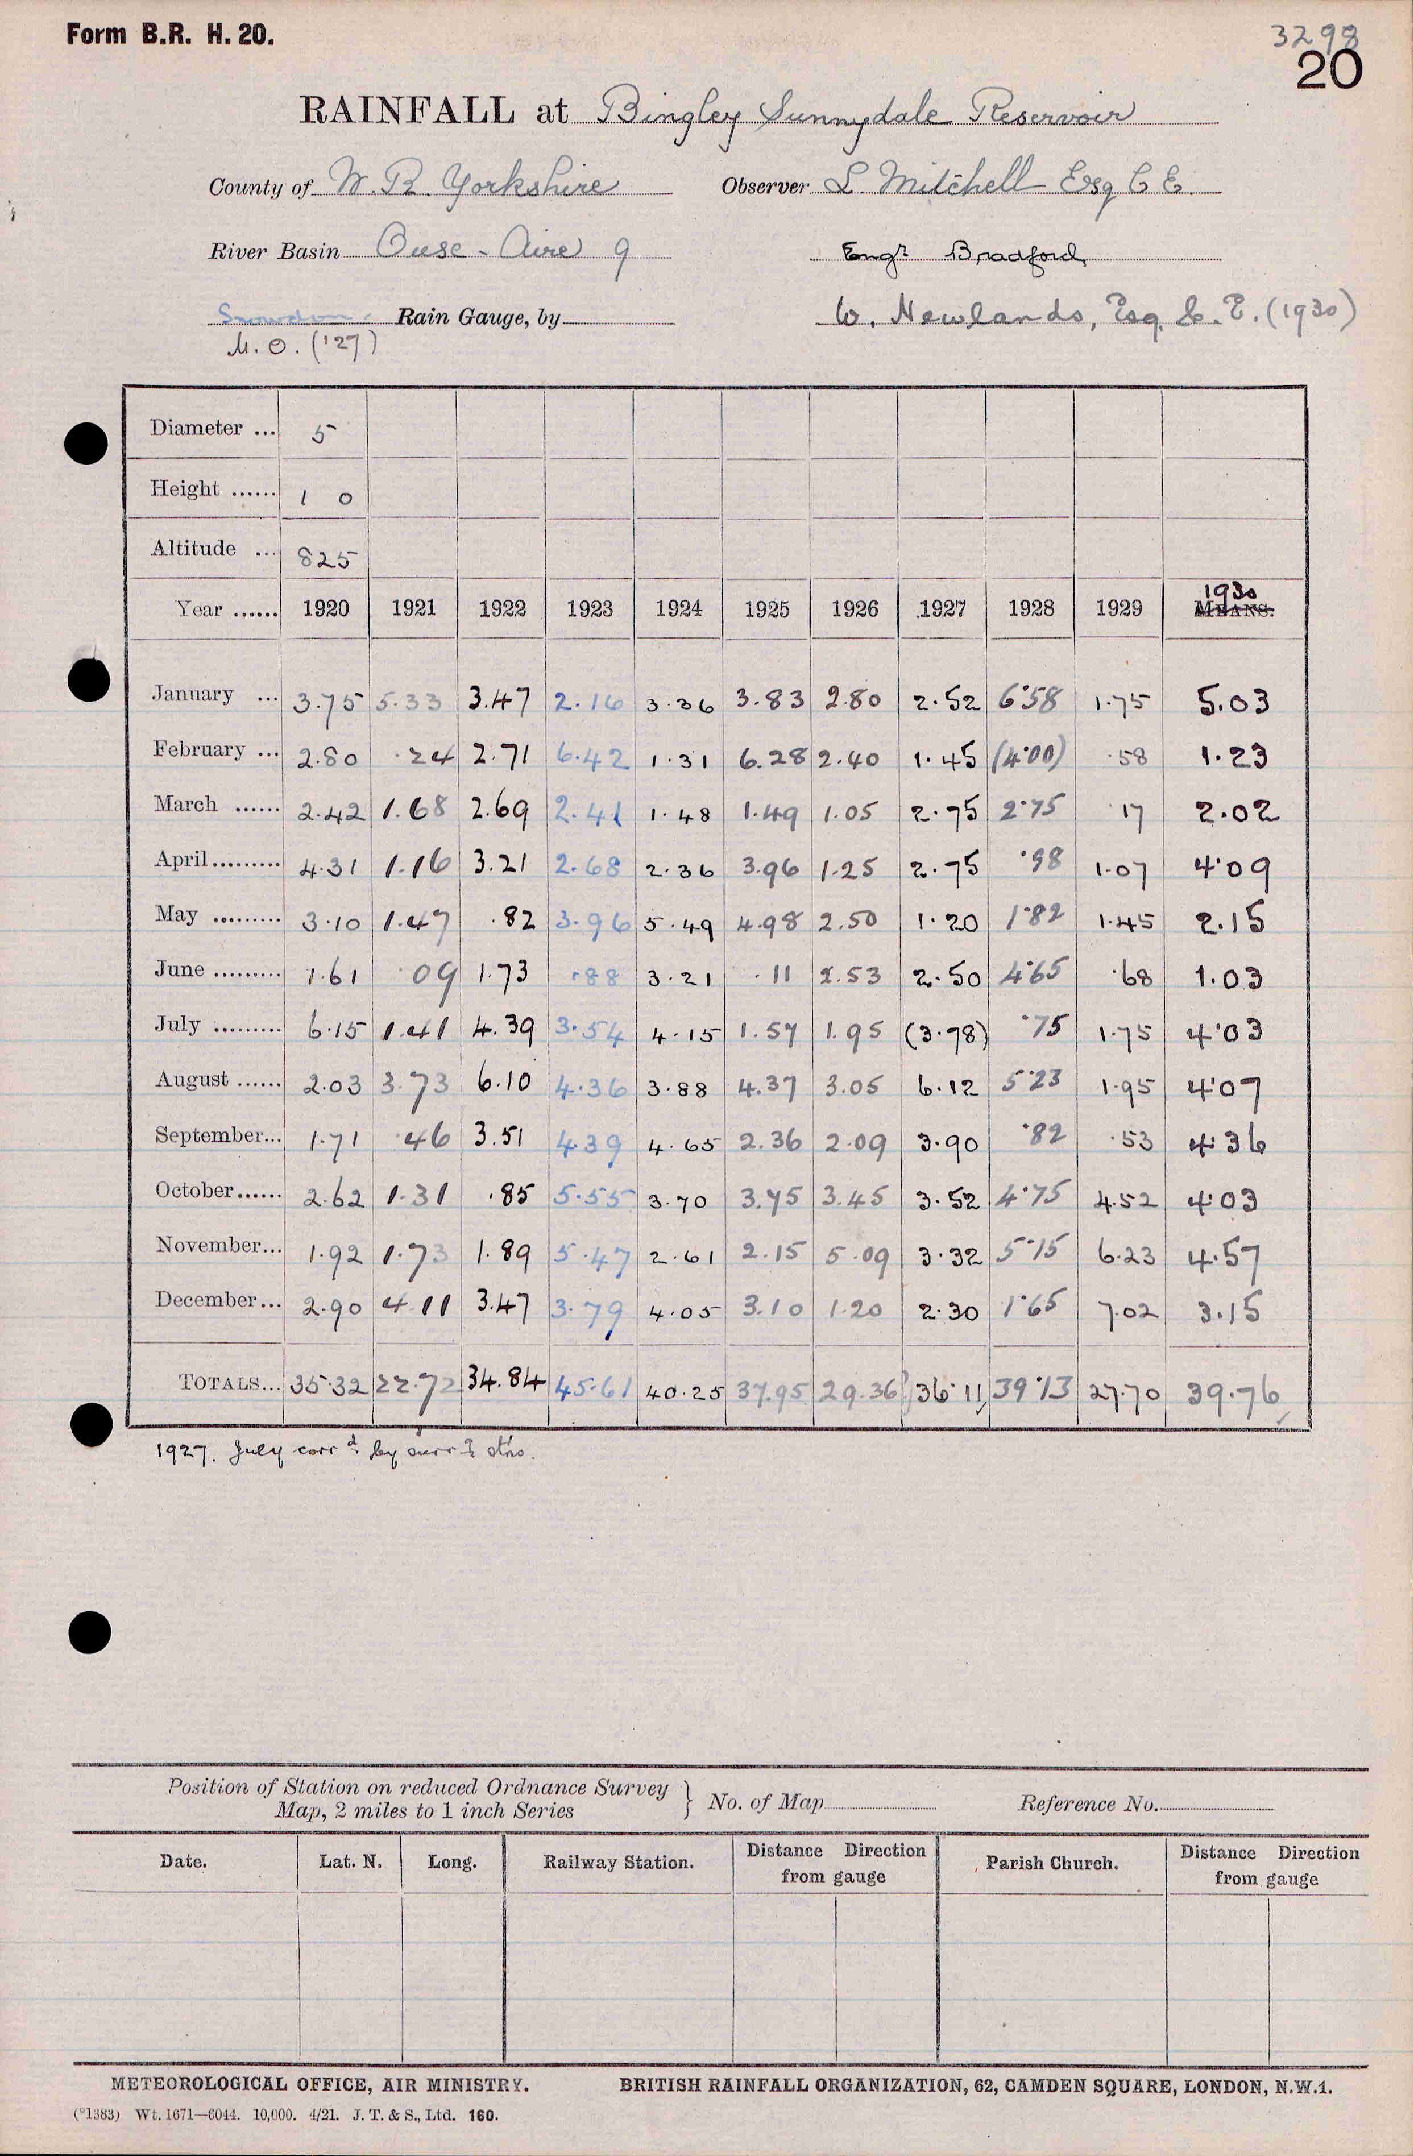 Form B.R. H. 20.
3298
20
RAINFALL at Bingley Sunnydale Reservoir
County of W. R. Yorkshire Observer L. Mitchell Esq C E.
River Basin Ouse - Aire 9 Engr. Bradford
Snowdon Rain Gauge, by W. Newlands, Esq. C. E. (1930)
M.O. ('27)
Diameter ... 5
Height ...... 1 0
Altitude ... 825
Year ...... 1920 1921 1922 1923 1924 1925 1926 1927 1928 1929 1930 MEANS.
January ... 3.75 5.33 3.47 2.16 3.36 3.83 2.80 2.52 6.58 1.75 5.03
February ... 2.80 .24 2.71 6.42 1.31 6.28 2.40 1.45 (4.00) .58 1.23
March ...... 2.42 1.68 2.69 2.41 1.48 1.49 1.05 2.75 2.75 .17 2.02
April......... 4.31 1.16 3.21 2.68 2.36 3.96 1.25 2.75 .98 1.07 4.09
May ......... 3.10 1.47 .82 3.96 5.49 4.98 2.50 1.20 1.82 1.45 2.15
June ......... 1.61 .09 1.73 .88 3.21 .11 2.53 2.50 4.65 .68 1.03
July ......... 6.15 1.41 4.39 3.54 4.15 1.57 1.95 (3.78) .75 1.75 4.03
August ...... 2.03 3.73 6.10 4.36 3.88 4.37 3.05 6.12 5.23 1.95 4.07
September... 1.71 .46 3.51 4.39 4.65 2.36 2.09 3.90 .82 .53 4.36
October...... 2.62 1.31 .85 5.55 3.70 3.75 3.45 3.52 4.75 4.52 4.03
November... 1.92 1.73 1.89 5.47 2.61 2.15 5.09 3.32 5.15 6.23 4.57
December... 2.90 4.11 3.47 3.79 4.05 3.10 1.20 2.30 1.65 7.02 3.15
TOTALS... 35.32 22.72 34.84 45.61 40.25 37.95 29.36 36.11 39.13 27.70 39.76
1927. July corrd. by surr. stns.
Position of Station on reduced Ordnance Survey
Map, 2 miles to 1 inch Series } No. of Map Reference No.
Date. Lat. N. Long. Railway Station. Distance Direction from gauge Parish Church. Distance Direction from gauge
METEOROLOGICAL OFFICE, AIR MINISTRY. BRITISH RAINFALL ORGANIZATION, 62, CAMDEN SQUARE, LONDON, N.W.1.
(*1383) Wt. 1671—6044. 10,000. 4/21. J. T. & S., Ltd. 160.